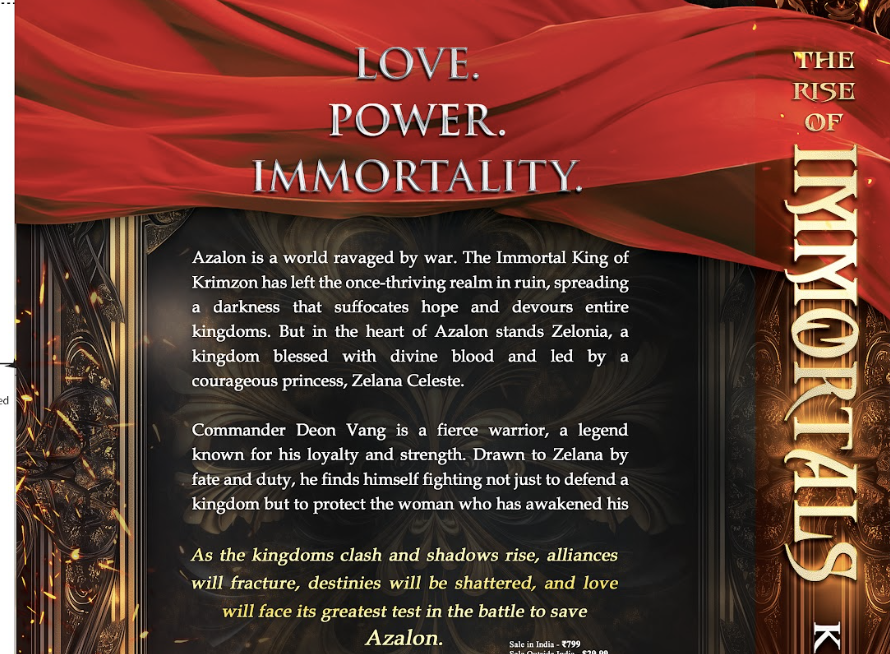 LOVE.
POWER.
IMMORTALITY.
Azalon is a world ravaged by war. The Immortal King of
Krimzon has left the once-thriving realm in ruin, spreading
a darkness that suffocates hope and devours entire
kingdoms. But in the heart of Azalon stands Zelonia, a
kingdom blessed with divine blood and led by a
courageous princess, Zelana Celeste.
Commander Deon Vang is a fierce warrior, a legend
known for his loyalty and strength. Drawn to Zelana by
fate and duty, he finds himself fighting not just to defend a
kingdom but to protect the woman who has awakened his
As the kingdoms clash and shadows rise, alliances
will fracture, destinies will be shattered, and love
will face its greatest test in the battle to save
Azalon.
Sale in India - ₹799
Sale Outside India - $29.99
THE
RISE
OF
IMMORTALS
K
ed